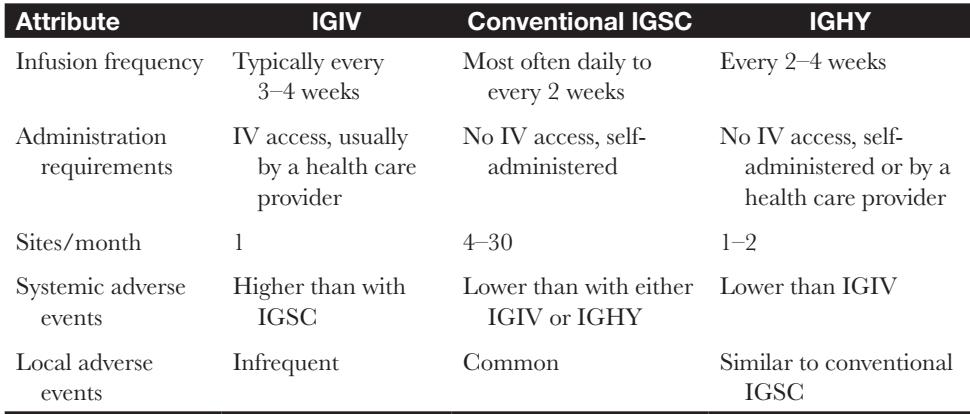 Attribute IGIV Conventional IGSC IGHY
Infusion frequency Typically every Most often daily to Every 2–4 weeks
3–4 weeks every 2 weeks
Administration IV access, usually No IV access, self- No IV access, self-
requirements by a health care administered administered or by a
provider health care provider
Sites/month 1 4–30 1–2
Systemic adverse Higher than with Lower than with either Lower than IGIV
events IGSC IGIV or IGHY
Local adverse Infrequent Common Similar to conventional
events IGSC